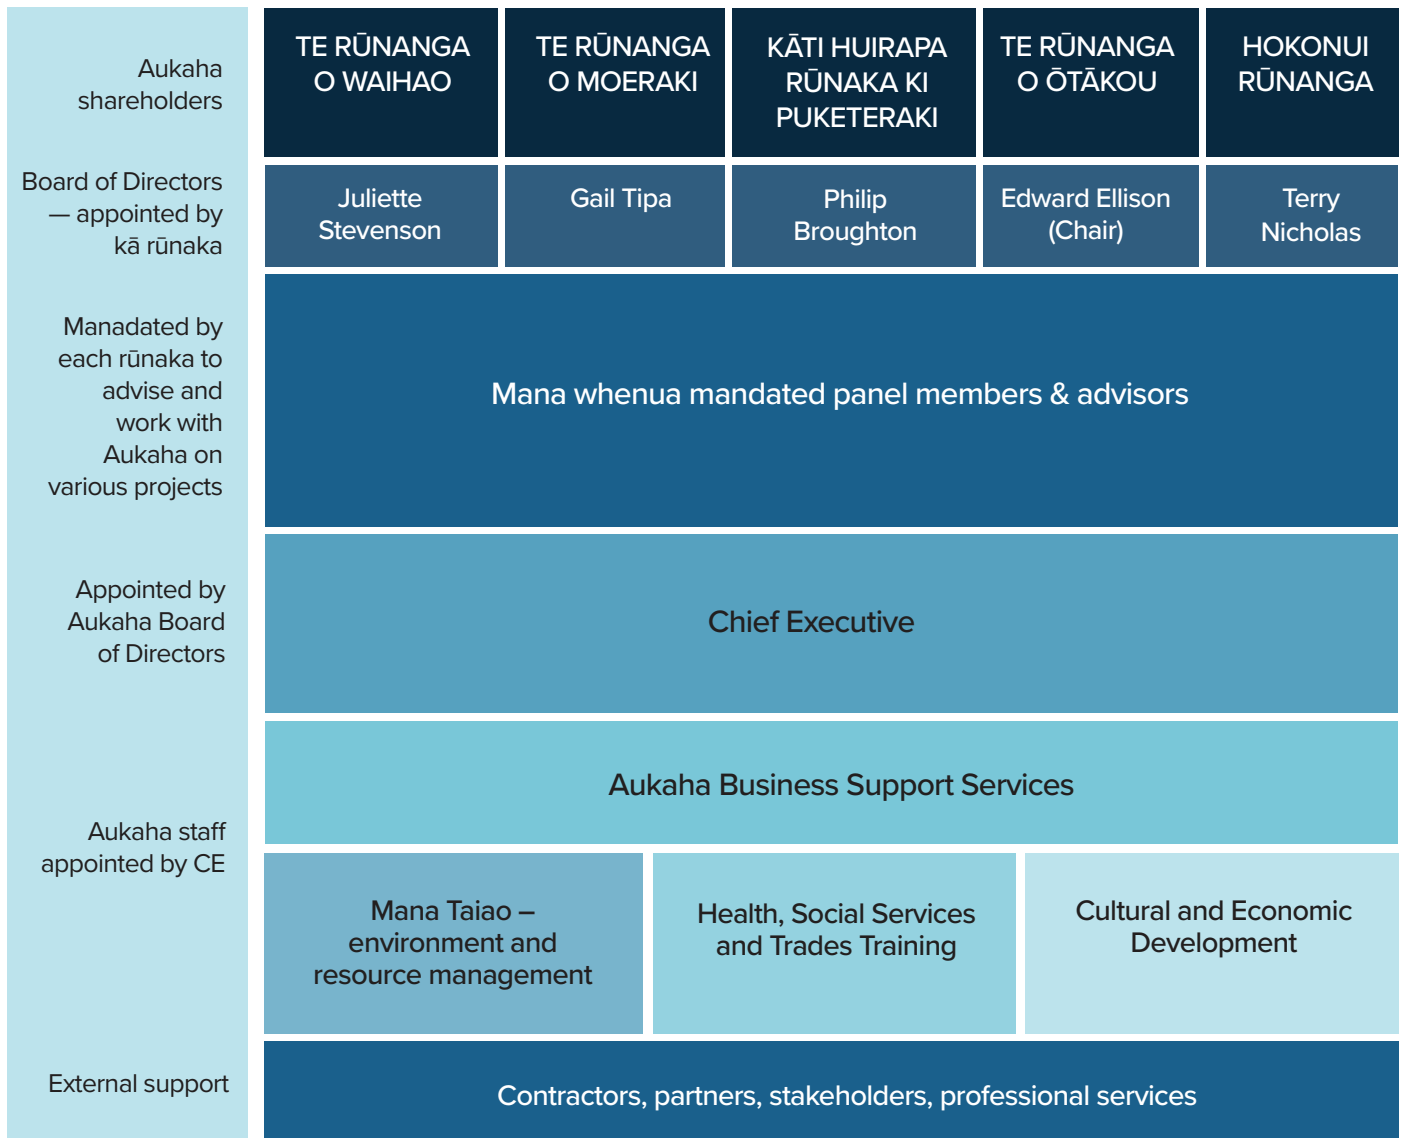 Aukaha
shareholders
TE RŪNANGA
O WAIHAO
TE RŪNANGA
O MOERAKI
KĀTI HUIRAPA
RŪNAKA KI
PUKETERAKI
TE RŪNANGA
O ŌTĀKOU
HOKONUI
RŪNANGA
Board of Directors
— appointed by
kā rūnaka
Juliette
Stevenson
Gail Tipa
Philip
Broughton
Edward Ellison
(Chair)
Terry
Nicholas
Manadated by
each rūnaka to
advise and
work with
Aukaha on
various projects
Mana whenua mandated panel members & advisors
Appointed by
Aukaha Board
of Directors
Chief Executive
Aukaha staff
appointed by CE
Aukaha Business Support Services
Mana Taiao –
environment and
resource management
Health, Social Services
and Trades Training
Cultural and Economic
Development
External support
Contractors, partners, stakeholders, professional services